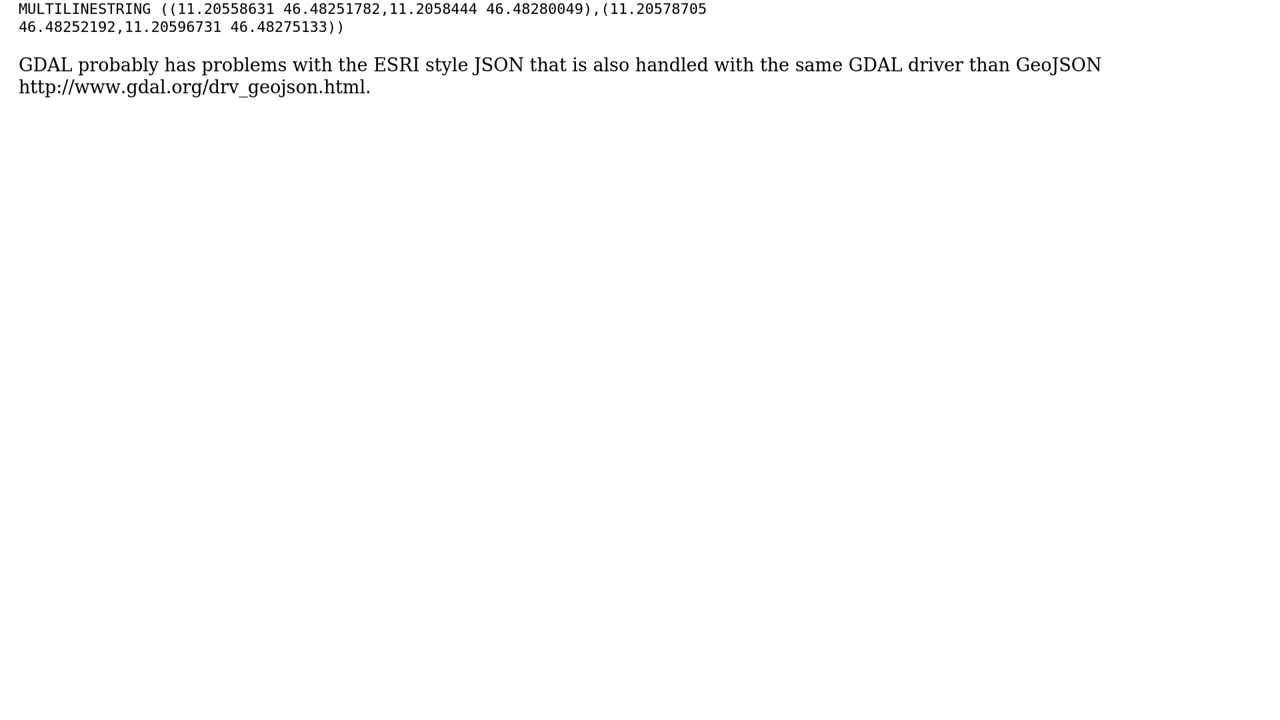 MULTILINESTRING ((11.20558631 46.48251782,11.2058444 46.48280049),(11.20578705
46.48252192,11.20596731 46.48275133))
GDAL probably has problems with the ESRI style JSON that is also handled with the same GDAL driver than GeoJSON
http://www.gdal.org/drv_geojson.html.